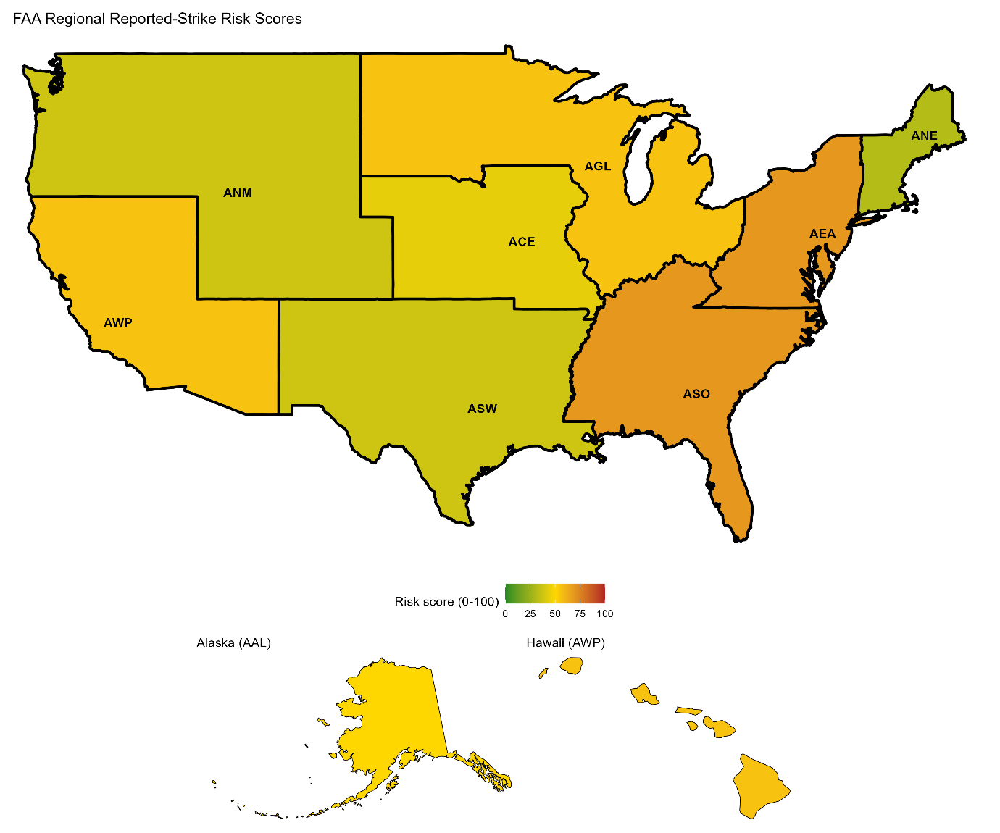 FAA Regional Reported-Strike Risk Scores
ANE
AGL
ANM
AEA
ACE
AWP
ASO
ASW
Risk score (0-100)
0 25 50 75 100
Alaska (AAL) Hawaii (AWP)